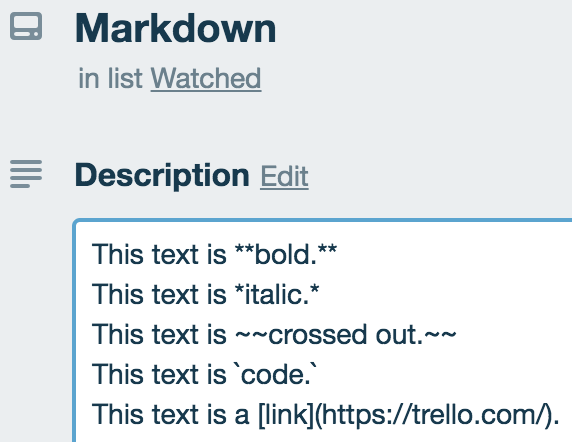 Markdown
in list Watched
Description Edit
This text is **bold.**
This text is *italic.*
This text is ~~crossed out.~~
This text is `code.`
This text is a [link](https://trello.com/).